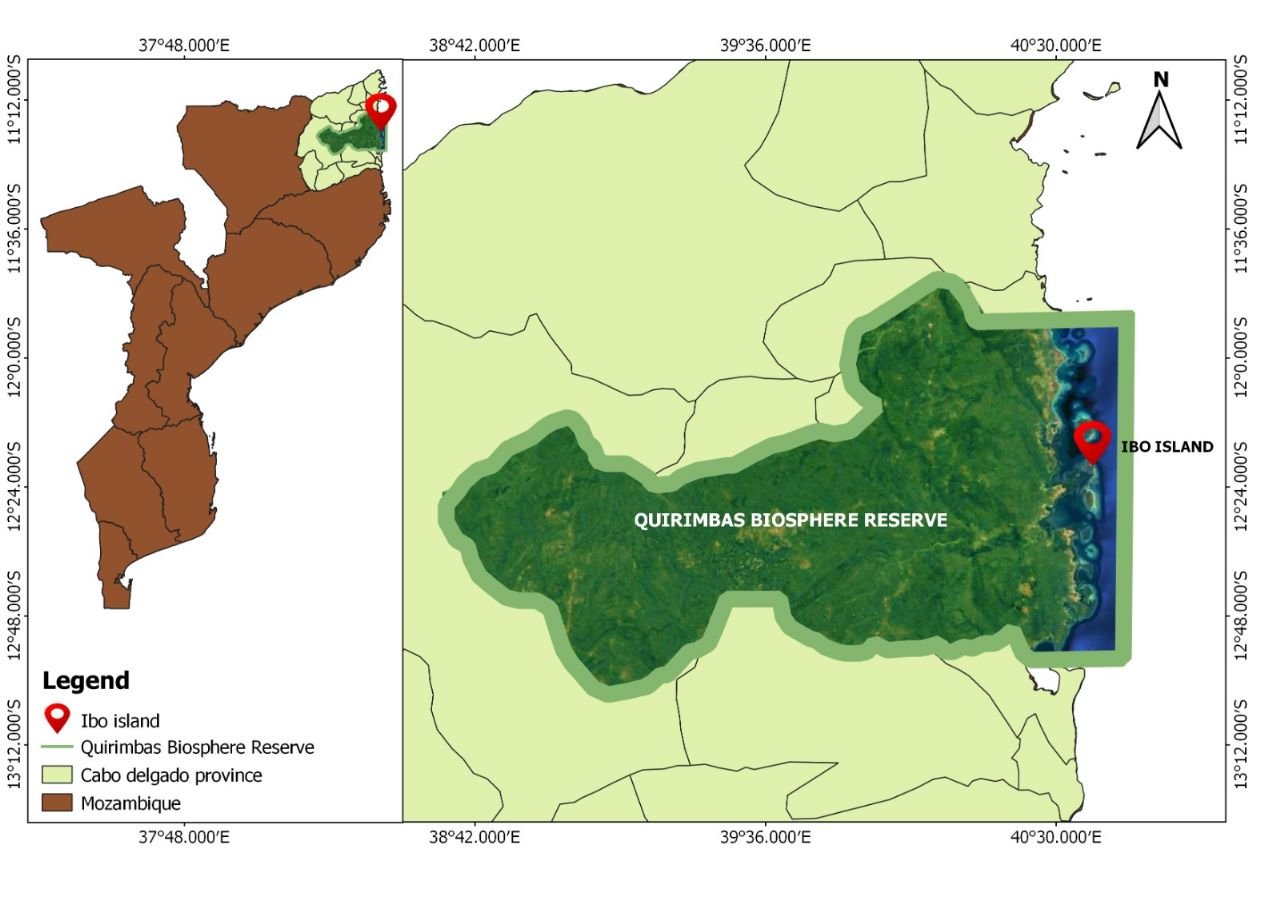 37°48.000′E
38°42.000′E
39°36.000′E
40°30.000′E
11°12.000′S
11°36.000′S
12°0.000′S
12°24.000′S
12°48.000′S
13°12.000′S
N
11°12.000′S
11°36.000′S
12°0.000′S
12°24.000′S
12°48.000′S
13°12.000′S
IBO ISLAND
QUIRIMBAS BIOSPHERE RESERVE
Legend
Ibo island
Quirimbas Biosphere Reserve
Cabo delgado province
Mozambique
37°48.000′E
38°42.000′E
39°36.000′E
40°30.000′E